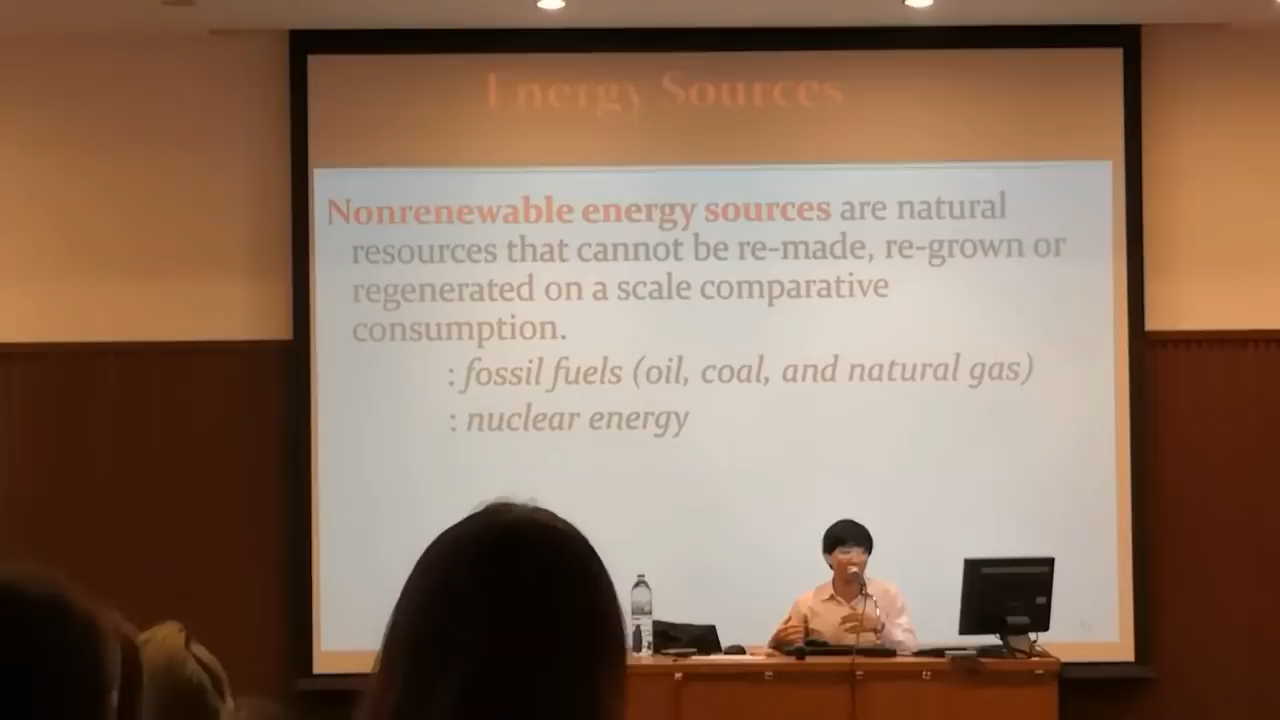 Energy Sources
Nonrenewable energy sources are natural
resources that cannot be re-made, re-grown or
regenerated on a scale comparative
consumption.
: fossil fuels (oil, coal, and natural gas)
: nuclear energy